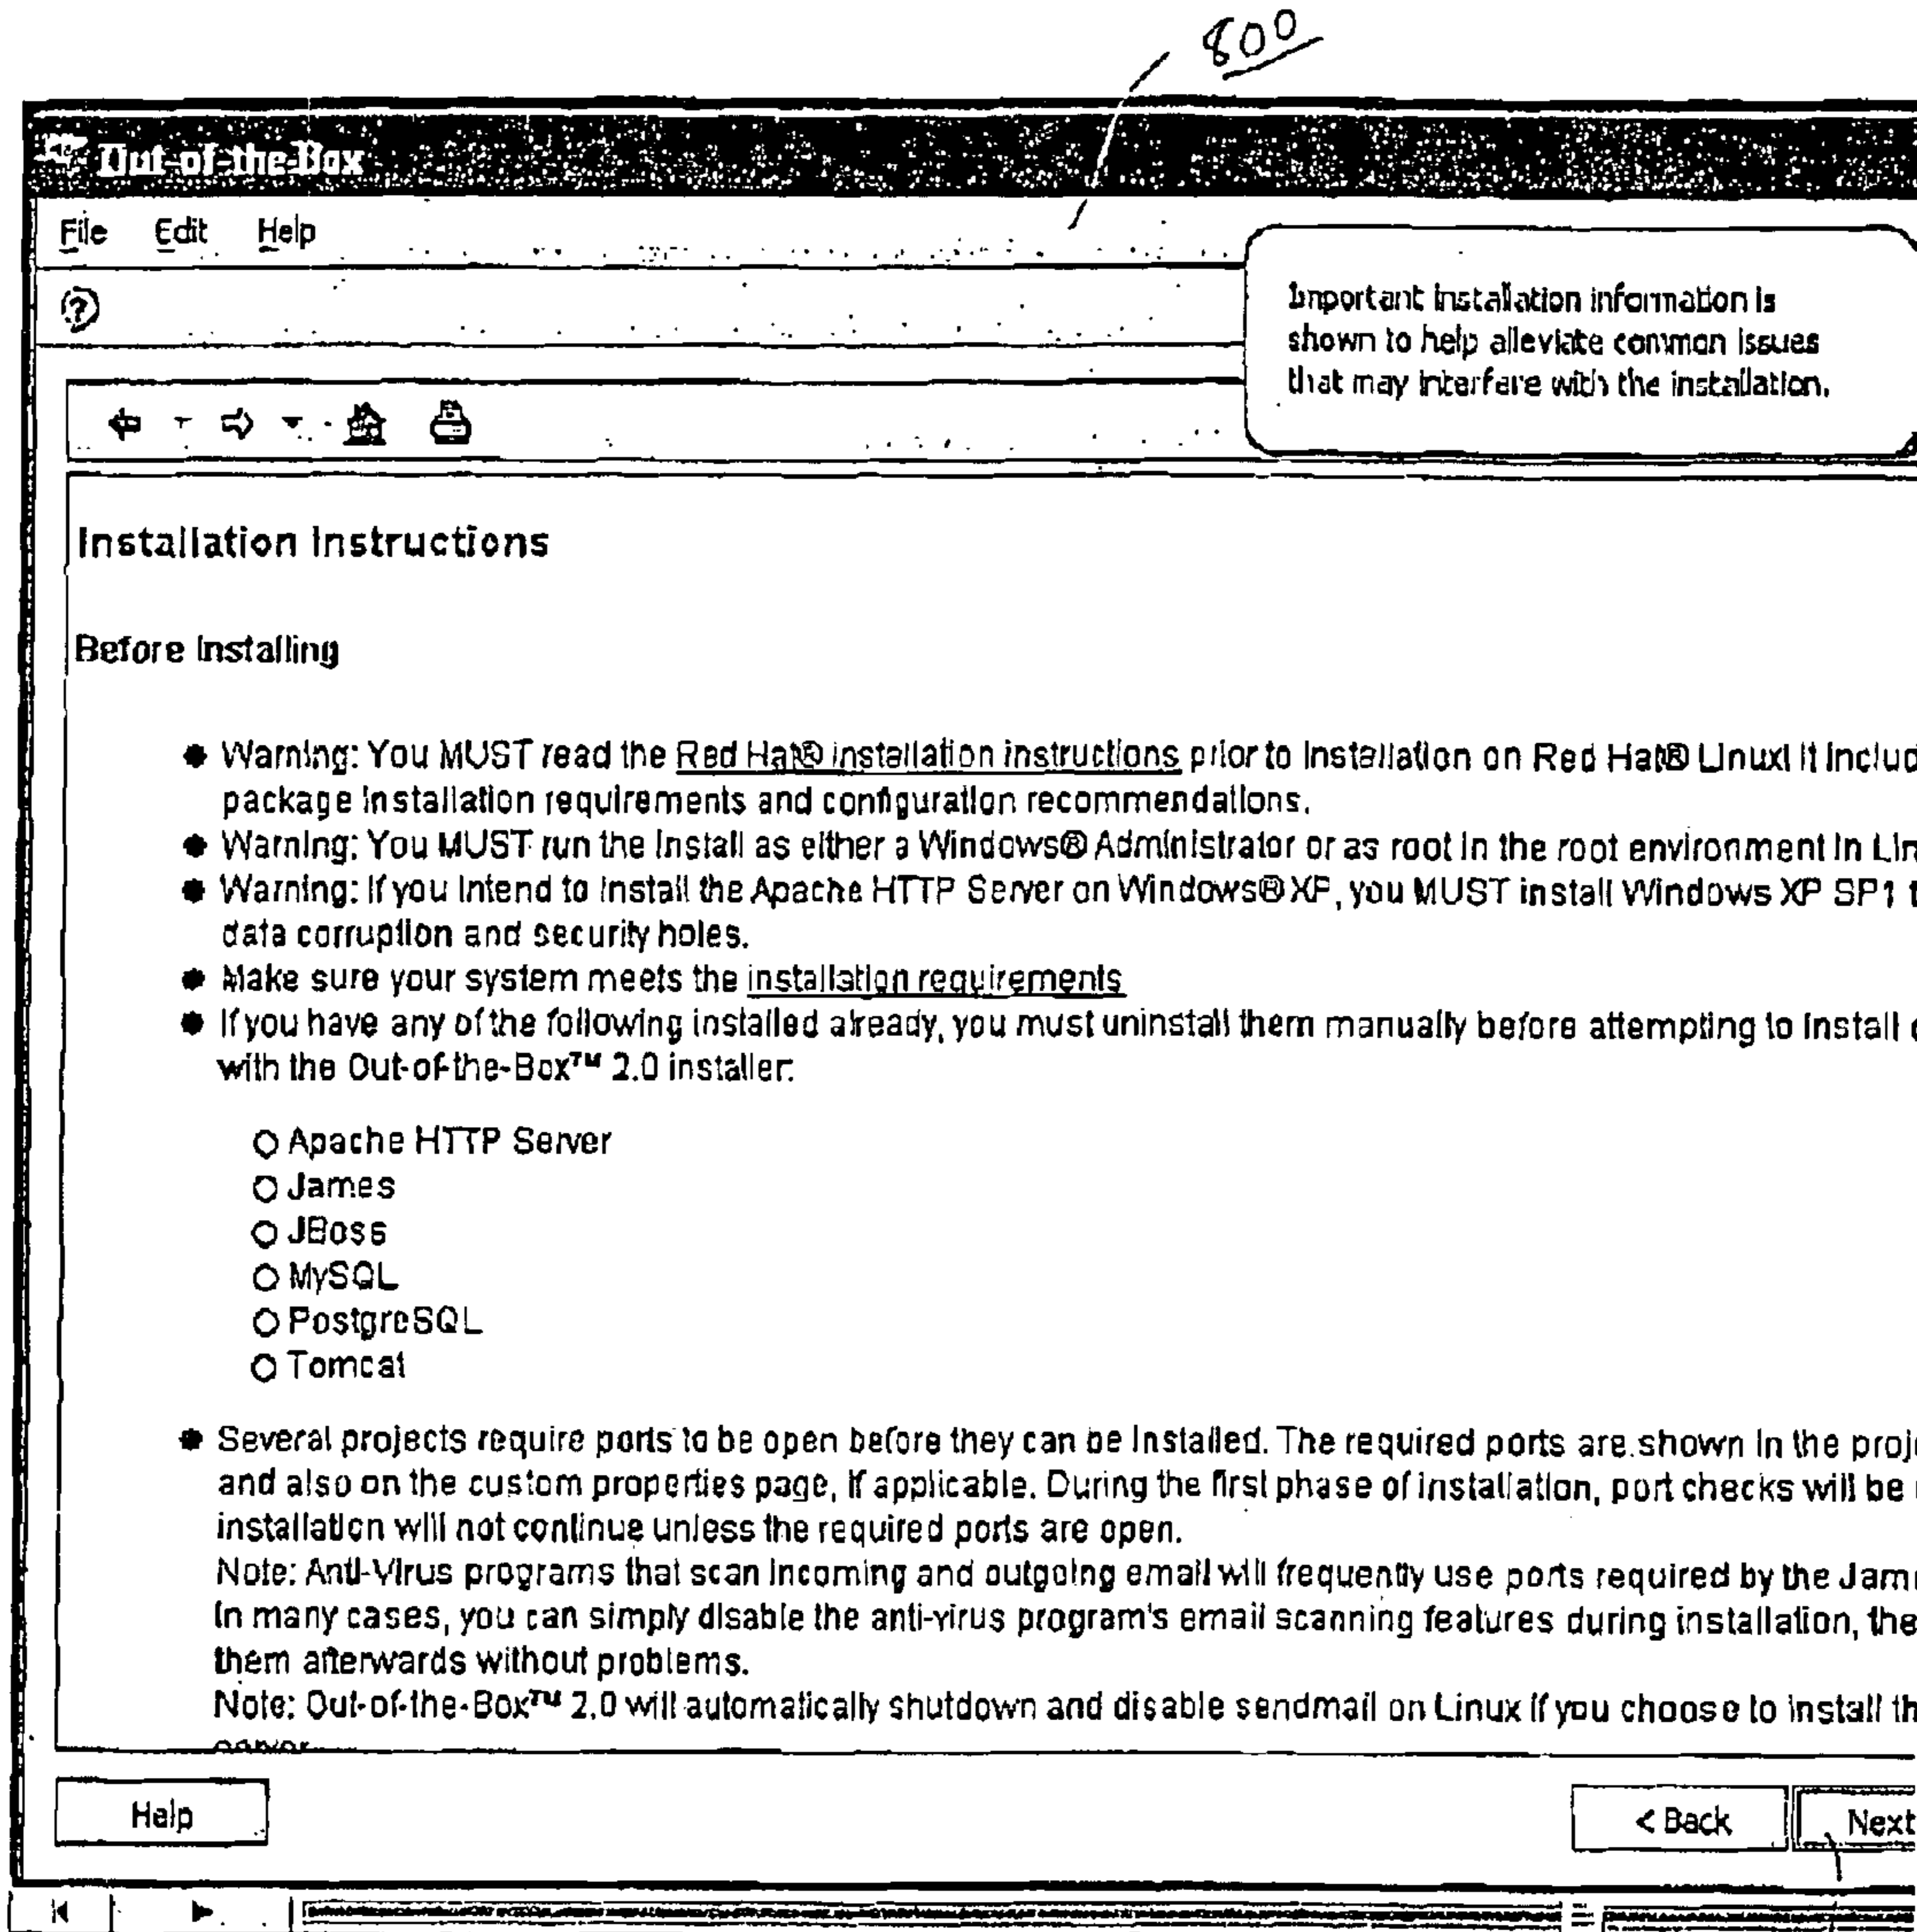 800
Out-of-the-Box
File Edit Help
Important installation information is
shown to help alleviate common issues
that may interfere with the installation.
Installation Instructions
Before Installing
Warning: You MUST read the Red Hat® installation instructions prior to installation on Red Hat® Linux! It includ
package installation requirements and configuration recommendations.
Warning: You MUST run the install as either a Windows® Administrator or as root in the root environment in Lin
Warning: If you intend to install the Apache HTTP Server on Windows® XP, you MUST install Windows XP SP1 t
data corruption and security holes.
Make sure your system meets the installation requirements
If you have any of the following installed already, you must uninstall them manually before attempting to install
with the Out-of-the-Box™ 2.0 installer:
Apache HTTP Server
James
JBoss
MySQL
PostgreSQL
Tomcat
Several projects require ports to be open before they can be installed. The required ports are shown in the proj
and also on the custom properties page, if applicable. During the first phase of installation, port checks will be
installation will not continue unless the required ports are open.
Note: Anti-Virus programs that scan incoming and outgoing email will frequently use ports required by the Jam
In many cases, you can simply disable the anti-virus program's email scanning features during installation, the
them afterwards without problems.
Note: Out-of-the-Box™ 2.0 will automatically shutdown and disable sendmail on Linux if you choose to install th
server
Help
< Back
Next